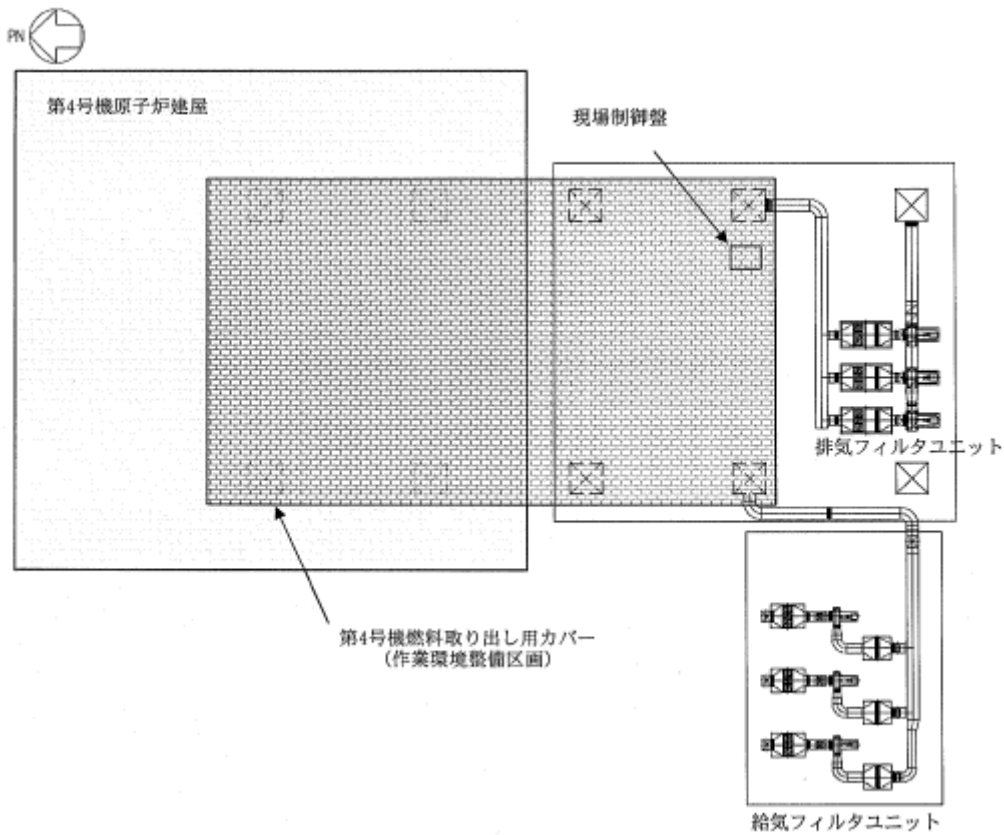 PN
第4号機原子炉建屋
現場制御盤
排気フィルタユニット
第4号機燃料取り出し用カバー
(作業環境整備区画)
給気フィルタユニット